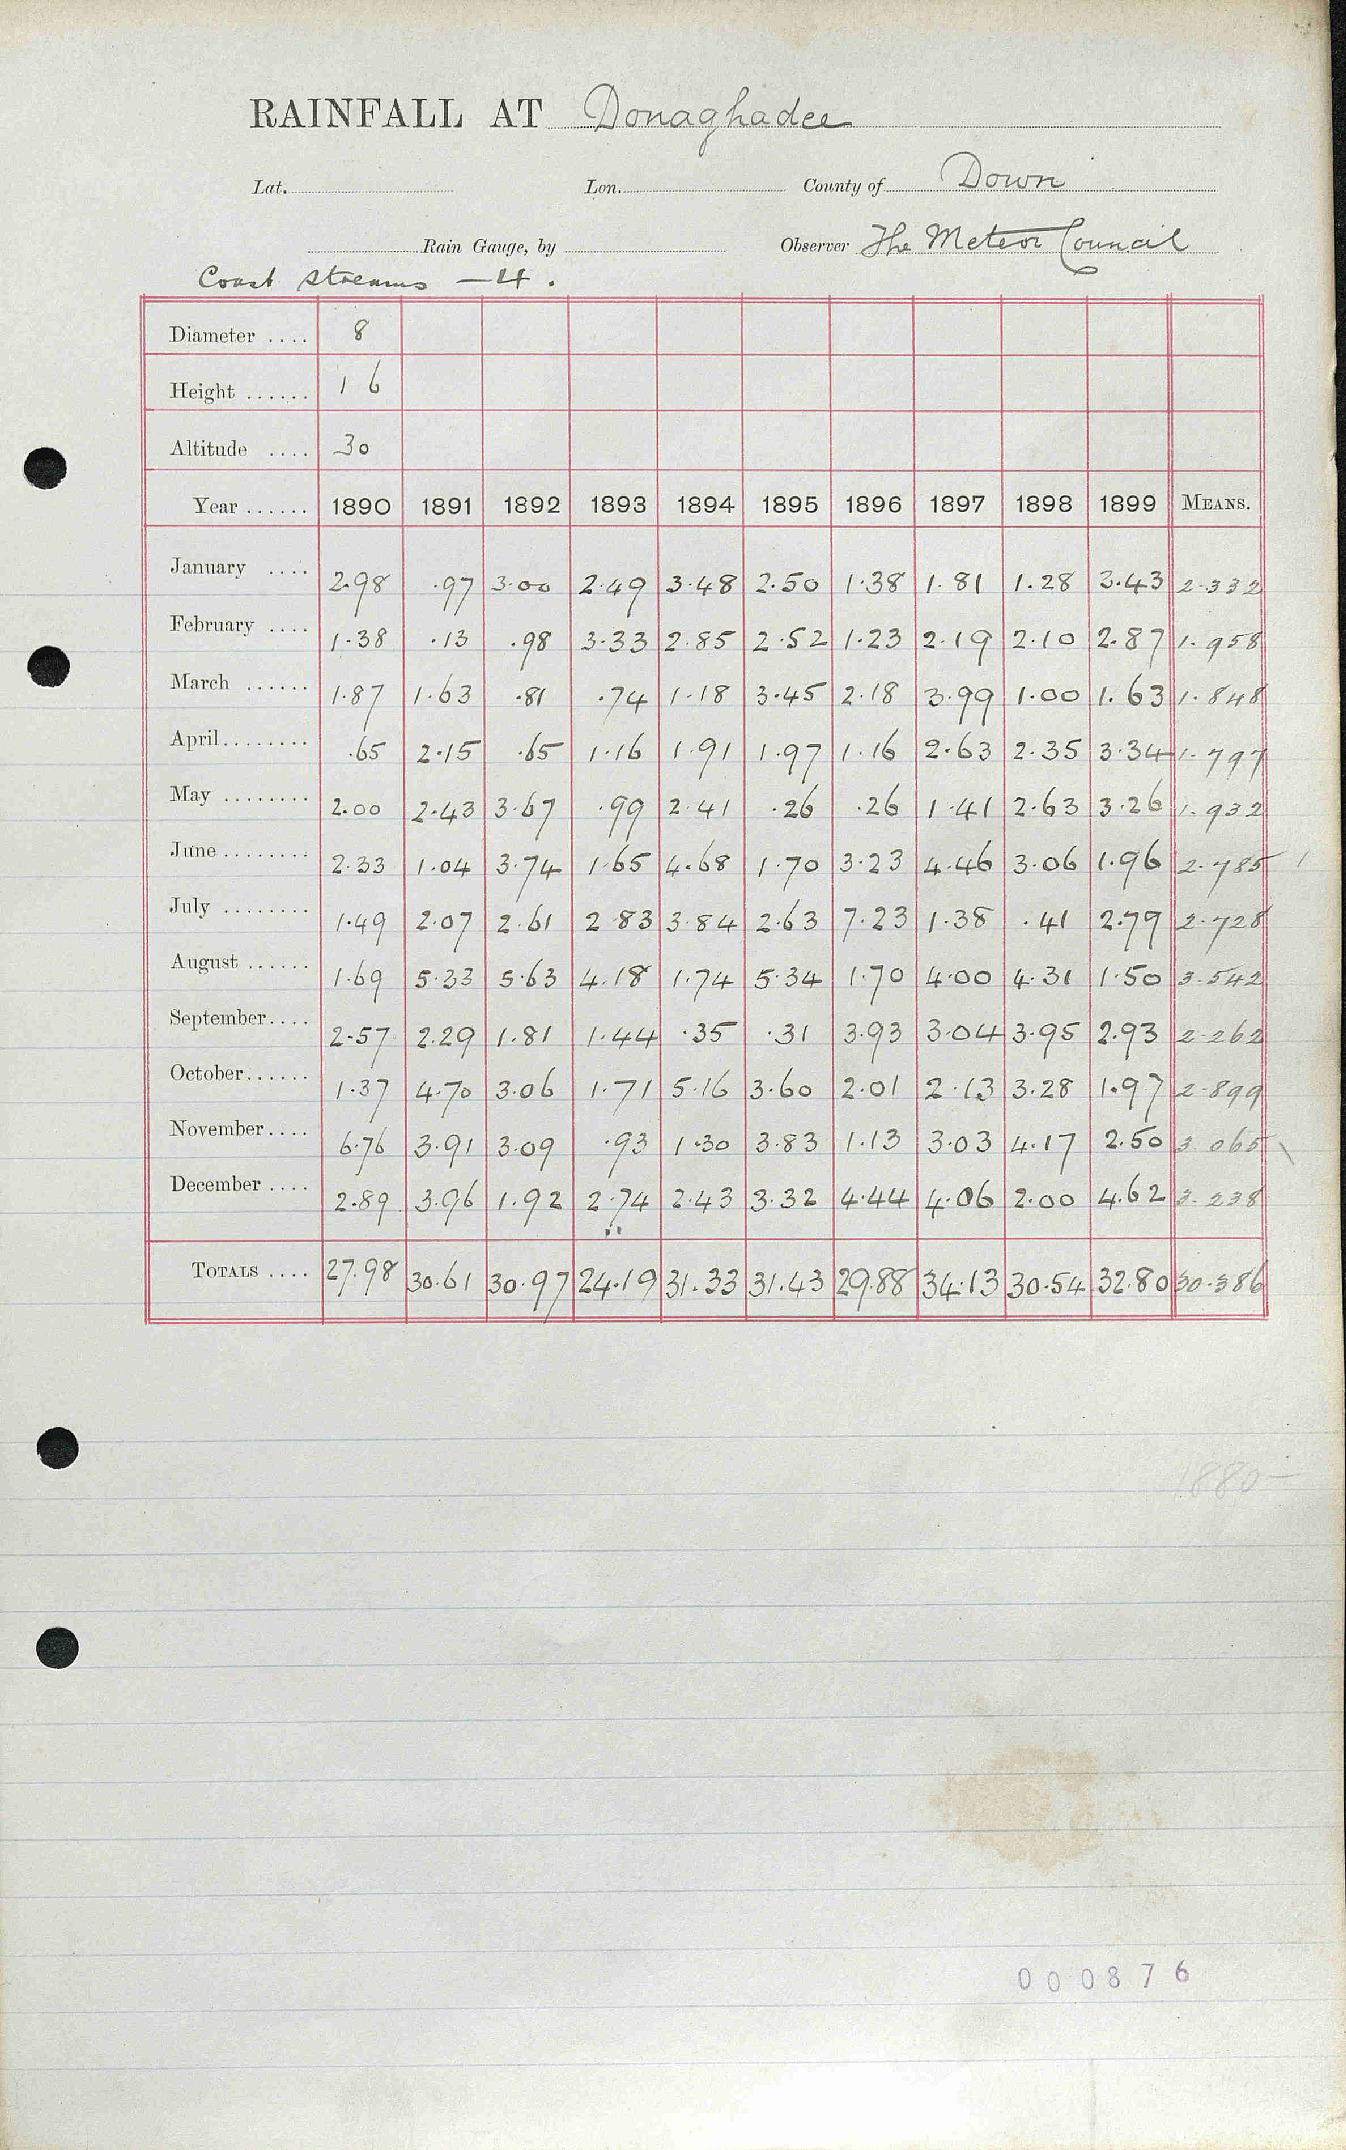 RAINFALL AT Donaghadee
Lat. Lon. County of Down
Rain Gauge, by Observer The Meteor Council
Coast streams - 4.
Diameter .... 8
Height ...... 1 6
Altitude .... 30
Year ...... 1890 1891 1892 1893 1894 1895 1896 1897 1898 1899 MEANS.
January .... 2.98 .97 3.00 2.49 3.48 2.50 1.38 1.81 1.28 3.43 2.332
February .... 1.38 .13 .98 3.33 2.85 2.52 1.23 2.19 2.10 2.87 1.958
March ...... 1.87 1.63 .81 .74 1.18 3.45 2.18 3.99 1.00 1.63 1.848
April........ .65 2.15 .65 1.16 1.91 1.97 1.16 2.63 2.35 3.34 1.797
May ........ 2.00 2.43 3.67 .99 2.41 .26 .26 1.41 2.63 3.26 1.932
June ........ 2.33 1.04 3.74 1.65 4.68 1.70 3.23 4.46 3.06 1.96 2.785 /
July ........ 1.49 2.07 2.61 2.83 3.84 2.63 7.23 1.38 .41 2.79 2.728
August ...... 1.69 5.33 5.63 4.18 1.74 5.34 1.70 4.00 4.31 1.50 3.542
September.... 2.57 2.29 1.81 1.44 .35 .31 3.93 3.04 3.95 2.93 2.262
October...... 1.37 4.70 3.06 1.71 5.16 3.60 2.01 2.13 3.28 1.97 2.899
November.... 6.76 3.91 3.09 .93 1.30 3.83 1.13 3.03 4.17 2.50 3.065 \
December .... 2.89 3.96 1.92 2.74 2.43 3.32 4.44 4.06 2.00 4.62 3.238
TOTALS .... 27.98 30.61 30.97 24.19 31.33 31.43 29.88 34.13 30.54 32.80 30.386
1880-
000876